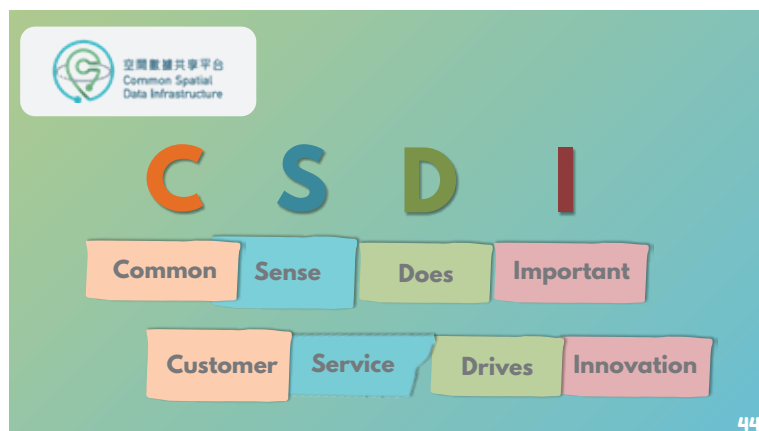 空間數據共享平台
Common Spatial
Data Infrastructure
C S D I
Common Sense Does Important
Customer Service Drives Innovation
44